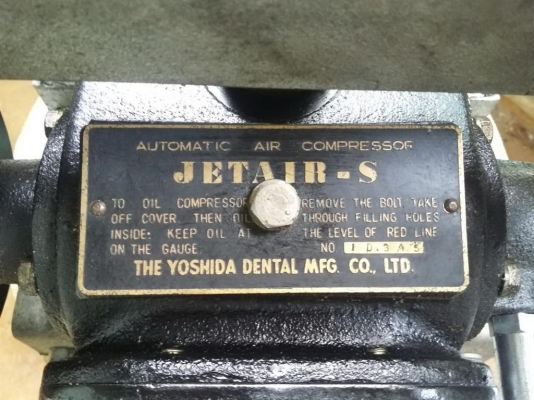 AUTOMATIC AIR COMPRESSOR
JETAIR-S
TO OIL COMPRESSOR REMOVE THE BOLT TAKE
OFF COVER. THEN OIL THROUGH FILLING HOLES
INSIDE: KEEP OIL AT THE LEVEL OF RED LINE
ON THE GAUGE. NO
THE YOSHIDA DENTAL MFG. CO., LTD.